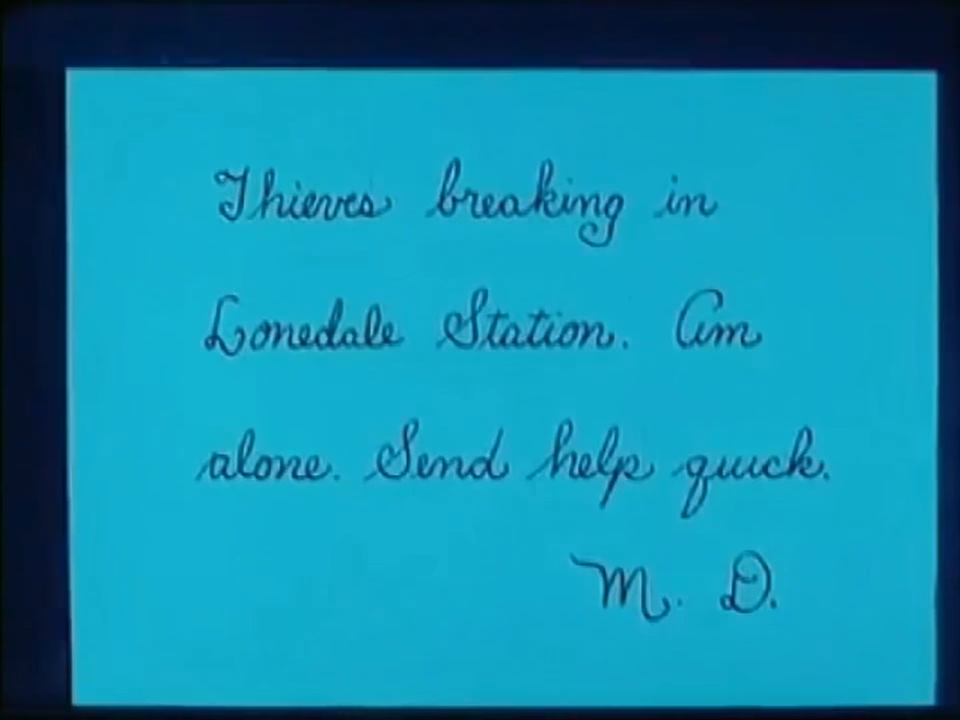 Thieves breaking in
Lonedale Station. Am
alone. Send help quick.
M. D.